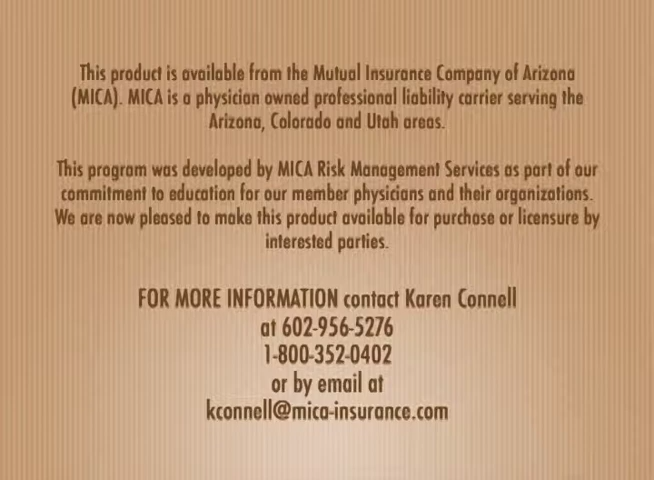 This product is available from the Mutual Insurance Company of Arizona
(MICA). MICA is a physician owned professional liability carrier serving the
Arizona, Colorado and Utah areas.
This program was developed by MICA Risk Management Services as part of our
commitment to education for our member physicians and their organizations.
We are now pleased to make this product available for purchase or licensure by
interested parties.
FOR MORE INFORMATION contact Karen Connell
at 602-956-5276
1-800-352-0402
or by email at
kconnell@mica-insurance.com